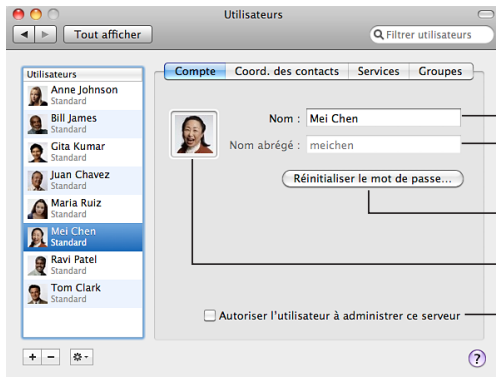 Utilisateurs
Tout afficher
Filtrer utilisateurs
Utilisateurs
Anne Johnson
Standard
Bill James
Standard
Gita Kumar
Standard
Juan Chavez
Standard
Maria Ruiz
Standard
Mei Chen
Standard
Ravi Patel
Standard
Tom Clark
Standard
Compte
Coord. des contacts
Services
Groupes
Nom :
Mei Chen
Nom abrégé :
meichen
Réinitialiser le mot de passe...
Autoriser l'utilisateur à administrer ce serveur
+
−
?